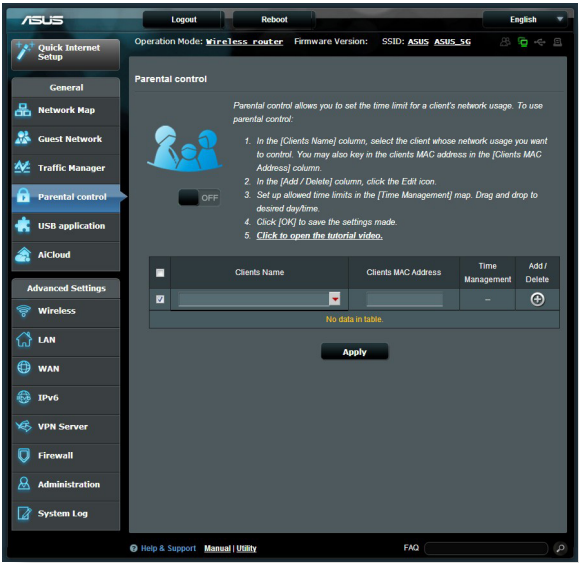 ASUS
Logout
Reboot
English
Quick Internet
Setup
Operation Mode: Wireless router Firmware Version: SSID: ASUS ASUS_5G
General
Network Map
Guest Network
Traffic Manager
Parental control
USB application
AiCloud
Advanced Settings
Wireless
LAN
WAN
IPv6
VPN Server
Firewall
Administration
System Log
Parental control
Parental control allows you to set the time limit for a client's network usage. To use
parental control:
1. In the [Clients Name] column, select the client whose network usage you want
to control. You may also key in the clients MAC address in the [Clients MAC
Address] column.
2. In the [Add / Delete] column, click the Edit icon.
3. Set up allowed time limits in the [Time Management] map. Drag and drop to
desired day/time.
4. Click [OK] to save the settings made.
5. Click to open the tutorial video.
OFF
Clients Name
Clients MAC Address
Time
Management
Add /
Delete
–
No data in table.
Apply
Help & Support Manual | Utility
FAQ